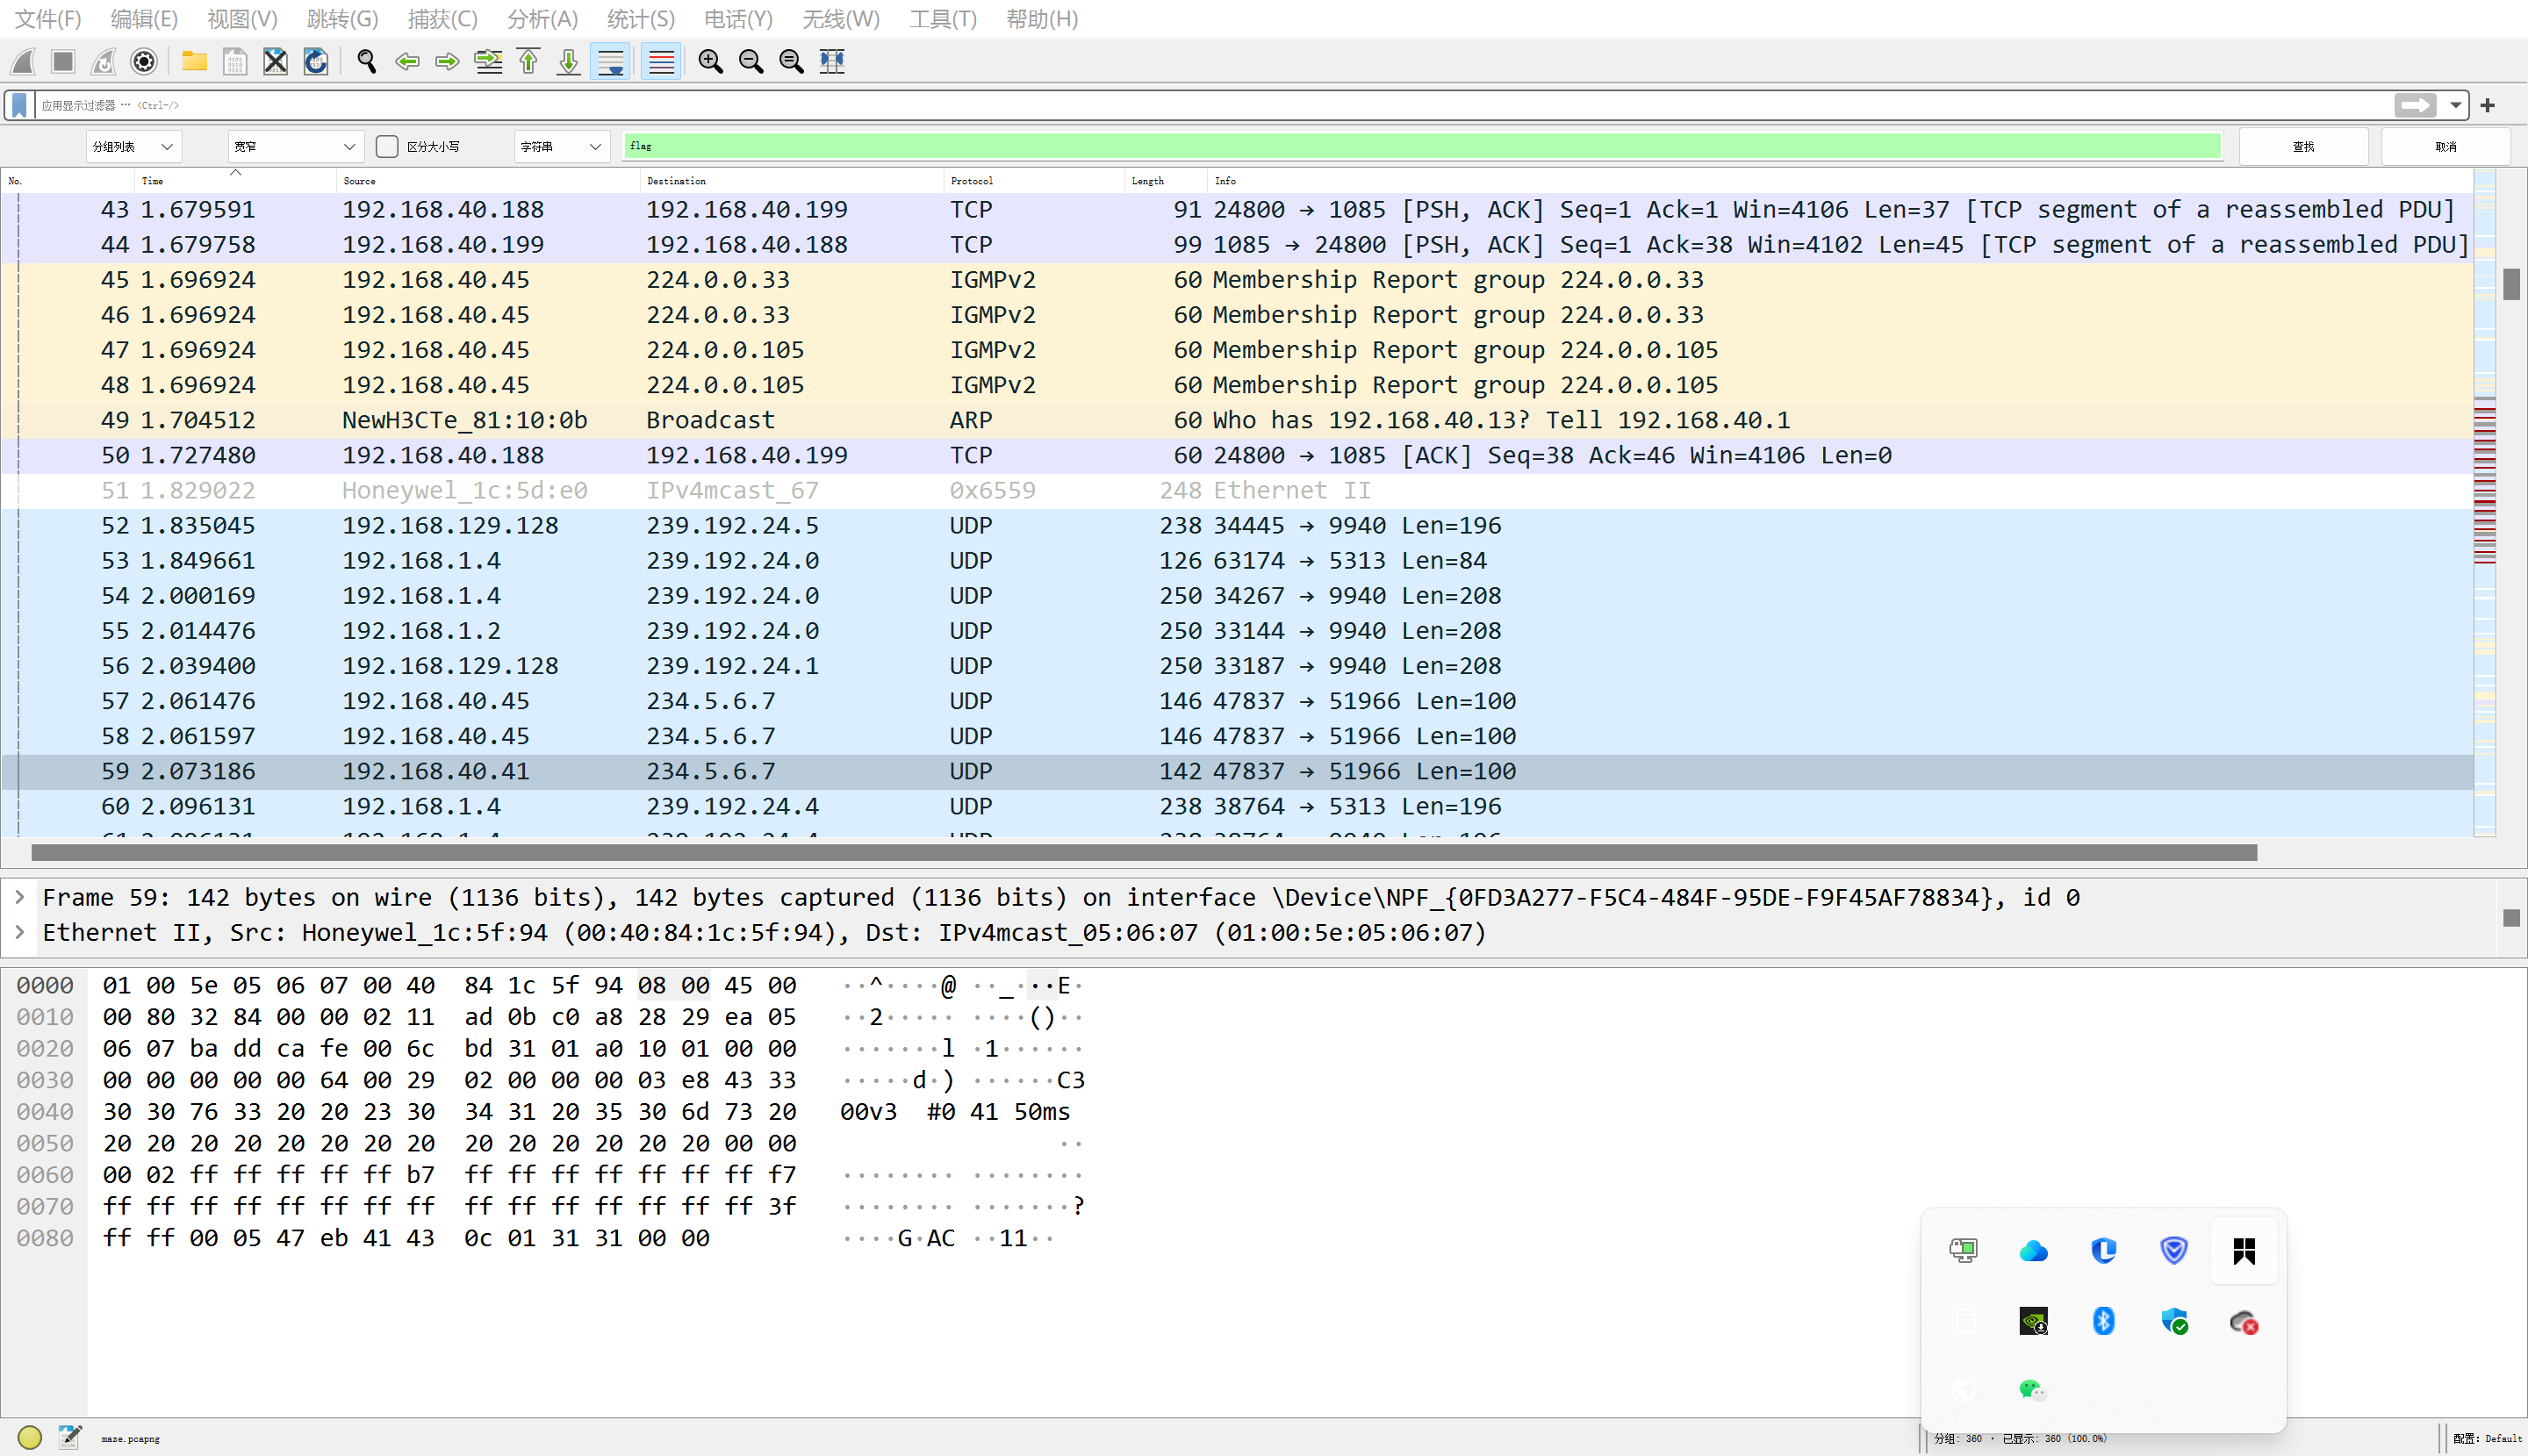 文件(F) 编辑(E) 视图(V) 跳转(G) 捕获(C) 分析(A) 统计(S) 电话(Y) 无线(W) 工具(T) 帮助(H)
应用显示过滤器 … <Ctrl-/>
分组列表 宽窄 区分大小写 字符串 flag 查找 取消
No. Time Source Destination Protocol Length Info
43 1.679591 192.168.40.188 192.168.40.199 TCP 91 24800 → 1085 [PSH, ACK] Seq=1 Ack=1 Win=4106 Len=37 [TCP segment of a reassembled PDU]
44 1.679758 192.168.40.199 192.168.40.188 TCP 99 1085 → 24800 [PSH, ACK] Seq=1 Ack=38 Win=4102 Len=45 [TCP segment of a reassembled PDU]
45 1.696924 192.168.40.45 224.0.0.33 IGMPv2 60 Membership Report group 224.0.0.33
46 1.696924 192.168.40.45 224.0.0.33 IGMPv2 60 Membership Report group 224.0.0.33
47 1.696924 192.168.40.45 224.0.0.105 IGMPv2 60 Membership Report group 224.0.0.105
48 1.696924 192.168.40.45 224.0.0.105 IGMPv2 60 Membership Report group 224.0.0.105
49 1.704512 NewH3CTe_81:10:0b Broadcast ARP 60 Who has 192.168.40.13? Tell 192.168.40.1
50 1.727480 192.168.40.188 192.168.40.199 TCP 60 24800 → 1085 [ACK] Seq=38 Ack=46 Win=4106 Len=0
51 1.829022 Honeywel_1c:5d:e0 IPv4mcast_67 0x6559 248 Ethernet II
52 1.835045 192.168.129.128 239.192.24.5 UDP 238 34445 → 9940 Len=196
53 1.849661 192.168.1.4 239.192.24.0 UDP 126 63174 → 5313 Len=84
54 2.000169 192.168.1.4 239.192.24.0 UDP 250 34267 → 9940 Len=208
55 2.014476 192.168.1.2 239.192.24.0 UDP 250 33144 → 9940 Len=208
56 2.039400 192.168.129.128 239.192.24.1 UDP 250 33187 → 9940 Len=208
57 2.061476 192.168.40.45 234.5.6.7 UDP 146 47837 → 51966 Len=100
58 2.061597 192.168.40.45 234.5.6.7 UDP 146 47837 → 51966 Len=100
59 2.073186 192.168.40.41 234.5.6.7 UDP 142 47837 → 51966 Len=100
60 2.096131 192.168.1.4 239.192.24.4 UDP 238 38764 → 5313 Len=196
61 2.096131 192.168.1.4 239.192.24.4 UDP 238 38764 → 9940 Len=196
Frame 59: 142 bytes on wire (1136 bits), 142 bytes captured (1136 bits) on interface \Device\NPF_{0FD3A277-F5C4-484F-95DE-F9F45AF78834}, id 0
Ethernet II, Src: Honeywel_1c:5f:94 (00:40:84:1c:5f:94), Dst: IPv4mcast_05:06:07 (01:00:5e:05:06:07)
0000 01 00 5e 05 06 07 00 40 84 1c 5f 94 08 00 45 00 ··^····@ ··_···E·
0010 00 80 32 84 00 00 02 11 ad 0b c0 a8 28 29 ea 05 ··2····· ····()··
0020 06 07 ba dd ca fe 00 6c bd 31 01 a0 10 01 00 00 ·······l ·1······
0030 00 00 00 00 00 64 00 29 02 00 00 00 03 e8 43 33 ·····d·) ······C3
0040 30 30 76 33 20 20 23 30 34 31 20 35 30 6d 73 20 00v3  #0 41 50ms
0050 20 20 20 20 20 20 20 20 20 20 20 20 20 20 00 00 ··
0060 00 02 ff ff ff ff ff b7 ff ff ff ff ff ff ff f7 ········ ········
0070 ff ff ff ff ff ff ff ff ff ff ff ff ff ff ff 3f ········ ·······?
0080 ff ff 00 05 47 eb 41 43 0c 01 31 31 00 00 ····G·AC ··11··
maze.pcapng 分组: 360 · 已显示: 360 (100.0%) 配置: Default